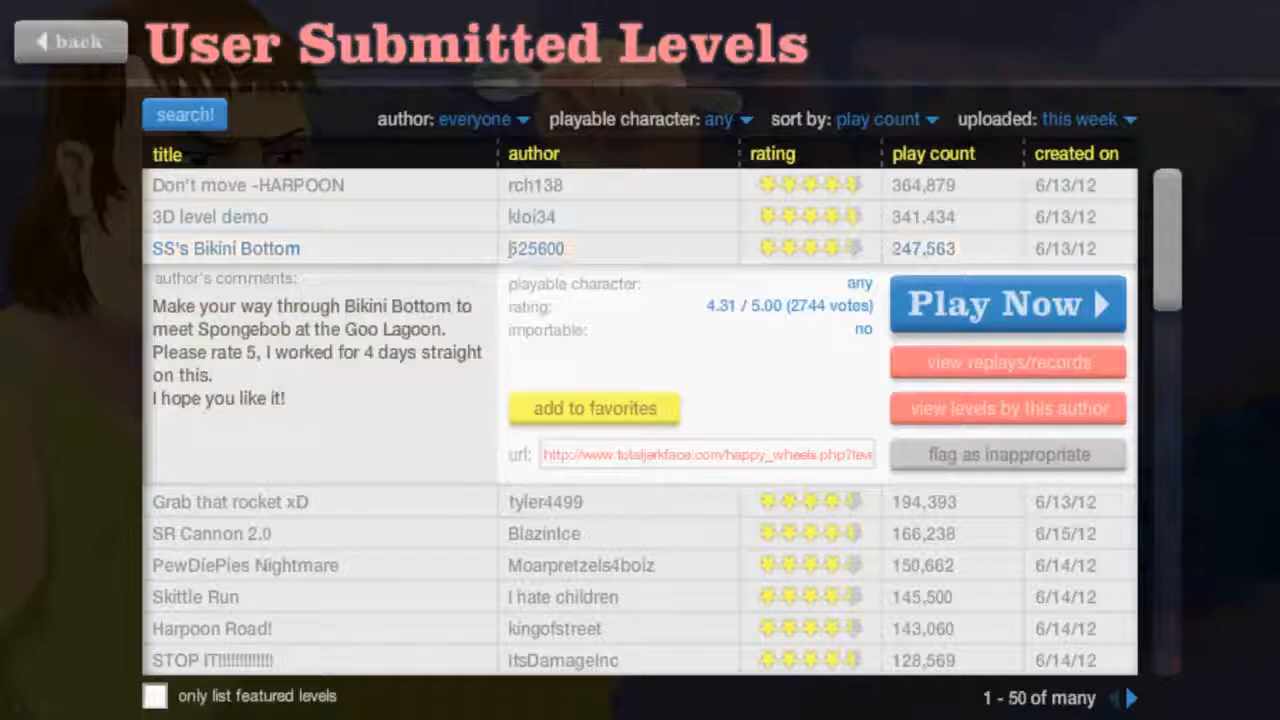 back
User Submitted Levels
search!
author: everyone playable character: any sort by: play count uploaded: this week
title author rating play count created on
Don't move -HARPOON rch138 364,879 6/13/12
3D level demo kloi34 341,434 6/13/12
SS's Bikini Bottom 525600 247,563 6/13/12
author's comments:
Make your way through Bikini Bottom to
meet Spongebob at the Goo Lagoon.
Please rate 5, I worked for 4 days straight
on this.
I hope you like it!
playable character: any
rating: 4.31 / 5.00 (2744 votes)
importable: no
add to favorites
url: http://www.totaljerkface.com/happy_wheels.php?leve
Play Now
view replays/records
view levels by this author
flag as inappropriate
Grab that rocket xD tyler4499 194,393 6/13/12
SR Cannon 2.0 BlazinIce 166,238 6/15/12
PewDiePies Nightmare Moarpretzels4boiz 150,662 6/14/12
Skittle Run I hate children 145,500 6/14/12
Harpoon Road! kingofstreet 143,060 6/14/12
STOP IT!!!!!!!!!!!!! ItsDamageInc 128,569 6/14/12
only list featured levels
1 - 50 of many